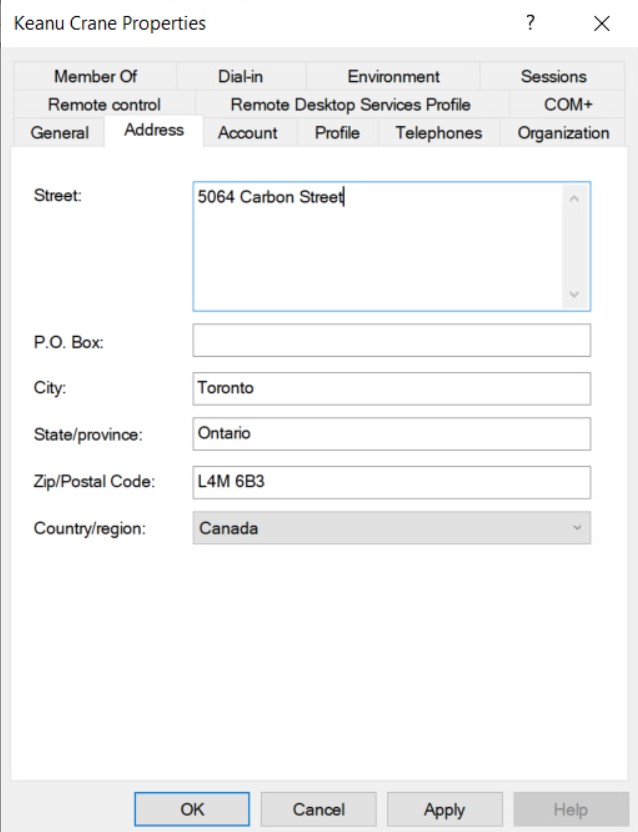 Keanu Crane Properties ?
Member Of Dial-in Environment Sessions
Remote control Remote Desktop Services Profile COM+
General Address Account Profile Telephones Organization
Street: 5064 Carbon Street
P.O. Box:
City: Toronto
State/province: Ontario
Zip/Postal Code: L4M 6B3
Country/region: Canada
OK Cancel Apply Help